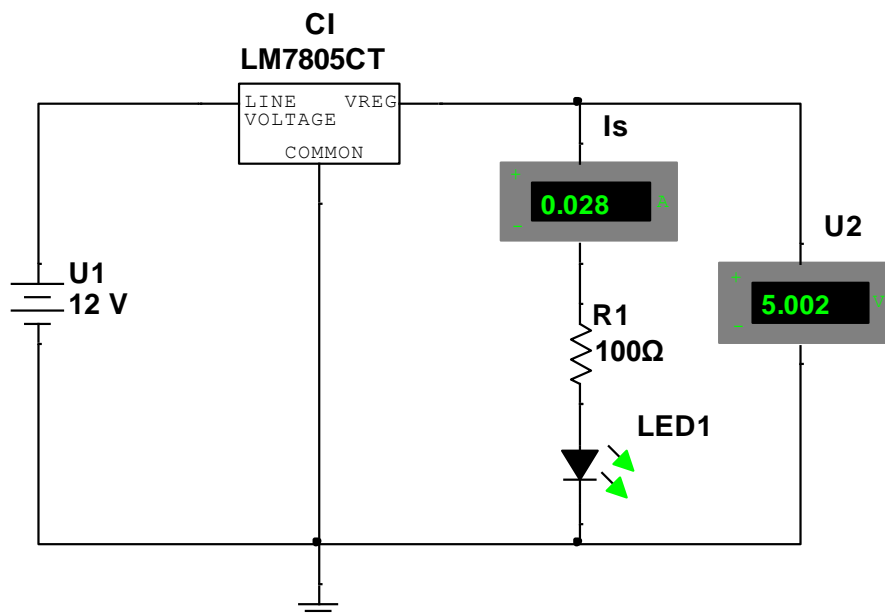 CI
LM7805CT
LINE VREG
VOLTAGE
COMMON
Is
+
0.028 A
-
U2
+
5.002 V
-
U1
12 V
R1
100Ω
LED1